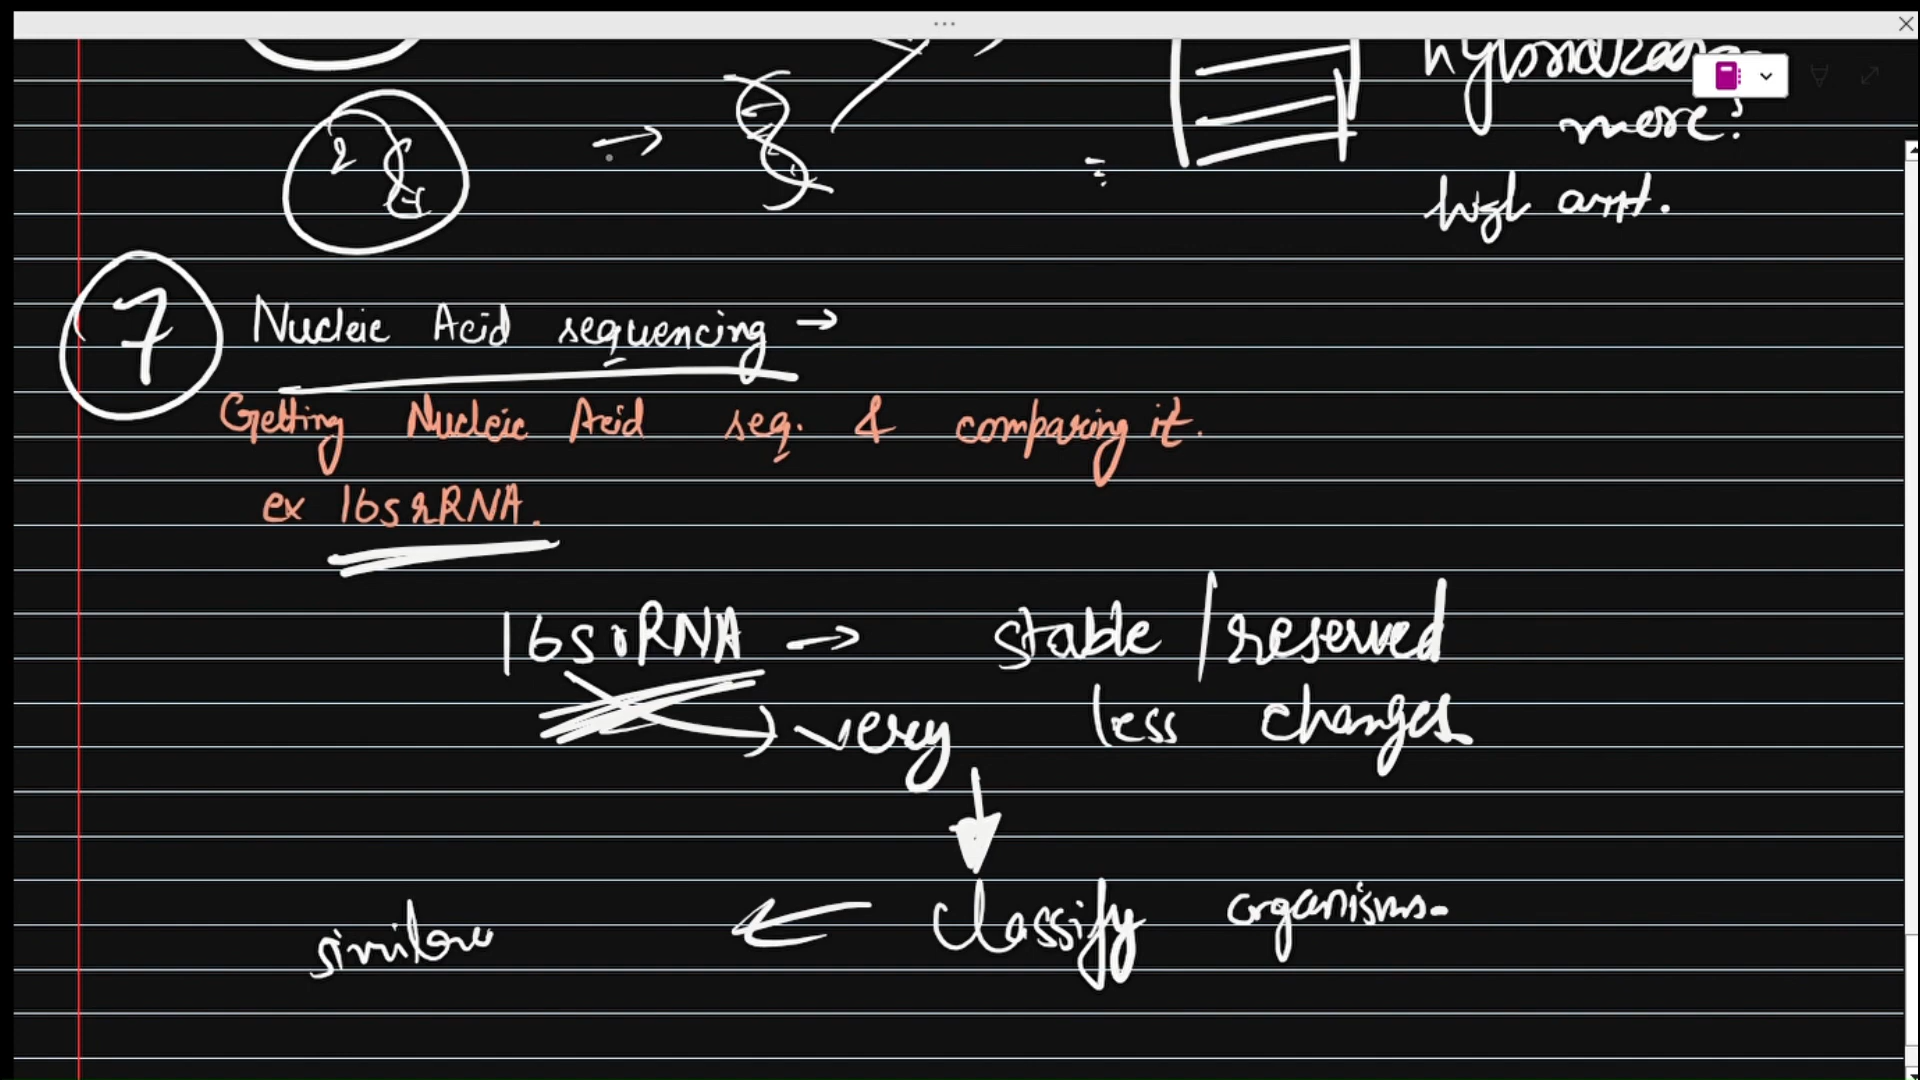 more?
high amt.
7 Nucleic Acid sequencing →
Getting Nucleic Acid seq. & comparing it.
ex 16s rRNA.
16s rRNA → stable / reserved
very less changes
classify organisms.
similar